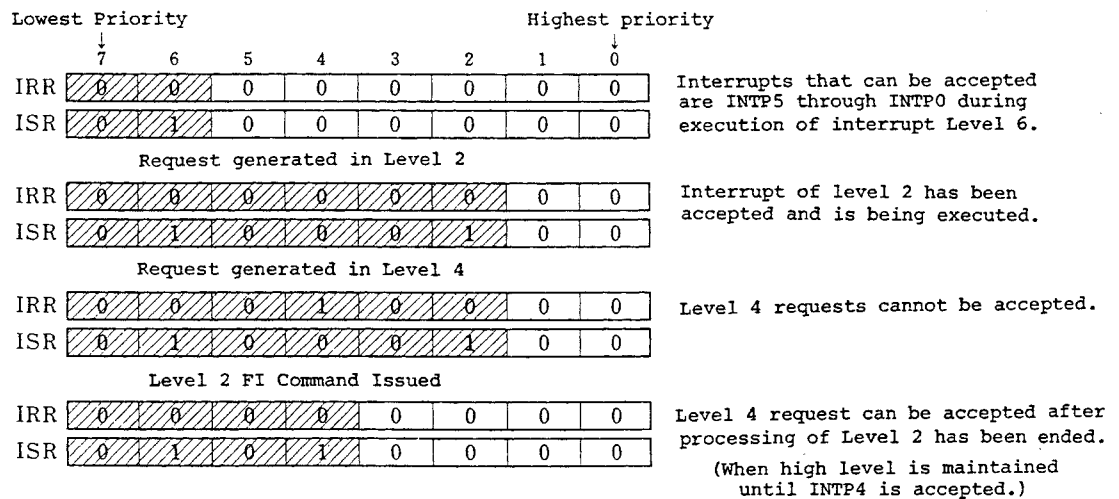 Lowest Priority Highest priority
↓ ↓
7 6 5 4 3 2 1 0
IRR 0 0 0 0 0 0 0 0
ISR 0 1 0 0 0 0 0 0
Interrupts that can be accepted
are INTP5 through INTP0 during
execution of interrupt Level 6.
Request generated in Level 2
IRR 0 0 0 0 0 0 0 0
ISR 0 1 0 0 0 1 0 0
Interrupt of level 2 has been
accepted and is being executed.
Request generated in Level 4
IRR 0 0 0 1 0 0 0 0
ISR 0 1 0 0 0 1 0 0
Level 4 requests cannot be accepted.
Level 2 FI Command Issued
IRR 0 0 0 0 0 0 0 0
ISR 0 1 0 1 0 0 0 0
Level 4 request can be accepted after
processing of Level 2 has been ended.
(When high level is maintained
until INTP4 is accepted.)